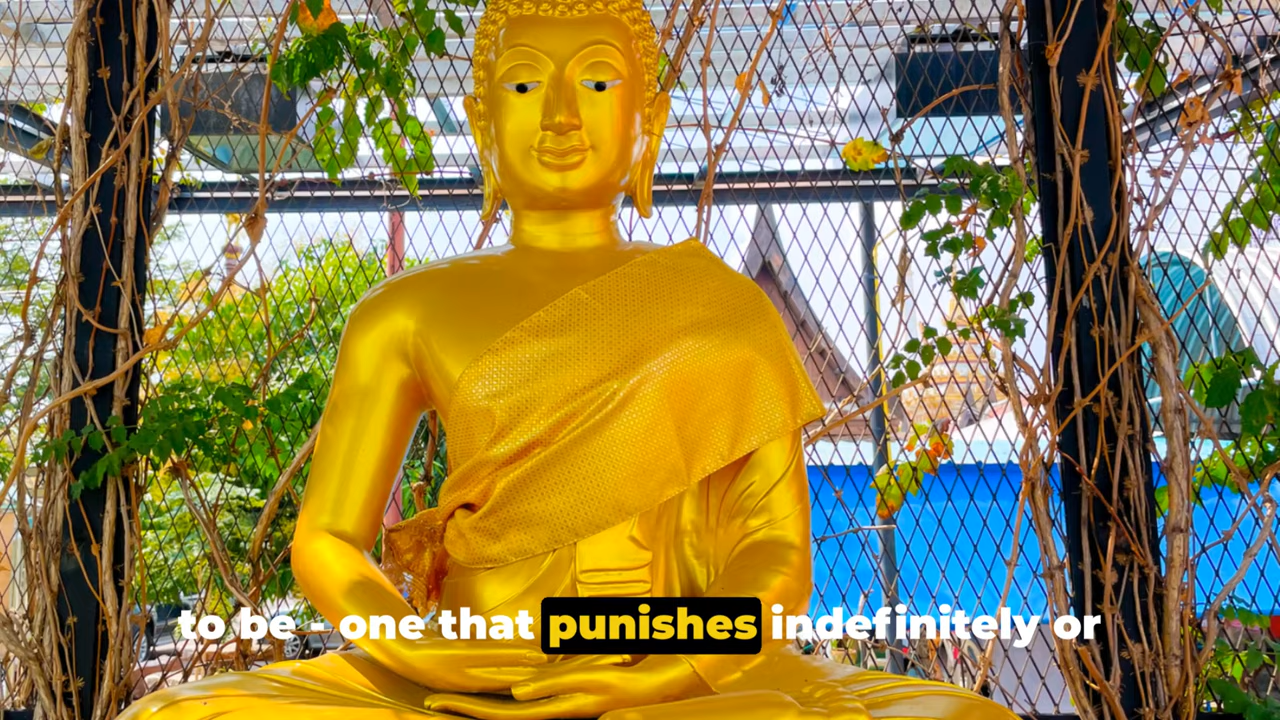 to be - one that punishes indefinitely or